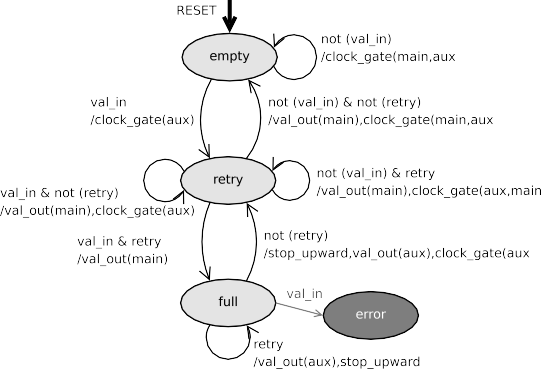 RESET
empty
not (val_in)
/clock_gate(main,aux
val_in
/clock_gate(aux)
not (val_in) & not (retry)
/val_out(main),clock_gate(main,aux
retry
val_in & not (retry)
/val_out(main),clock_gate(aux)
not (val_in) & retry
/val_out(main),clock_gate(aux,main
val_in & retry
/val_out(main)
not (retry)
/stop_upward,val_out(aux),clock_gate(aux
full
val_in
error
retry
/val_out(aux),stop_upward